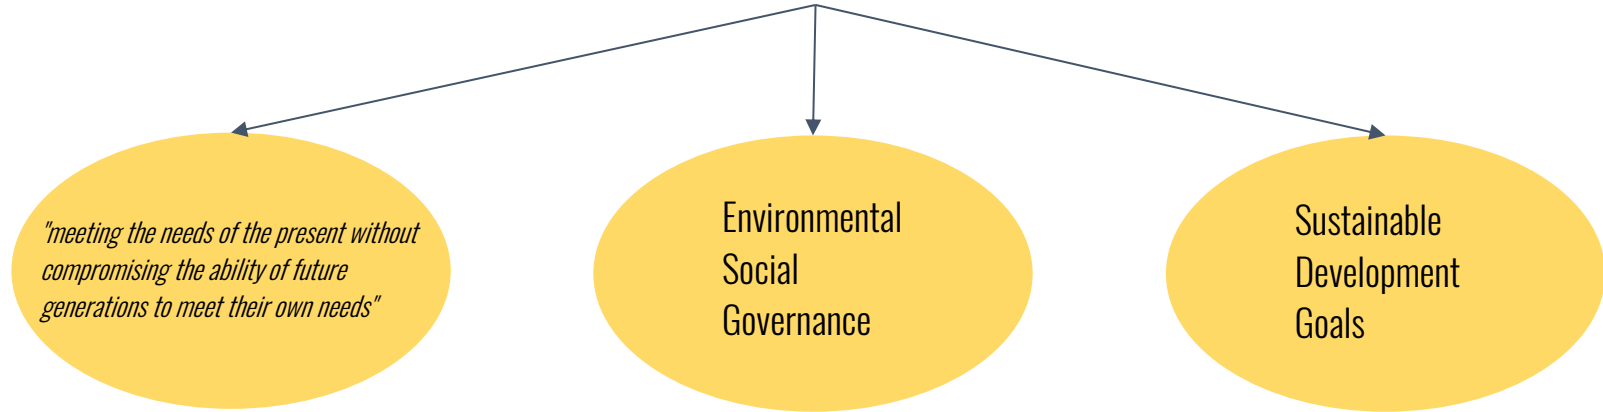 "meeting the needs of the present without
compromising the ability of future
generations to meet their own needs"
Environmental
Social
Governance
Sustainable
Development
Goals